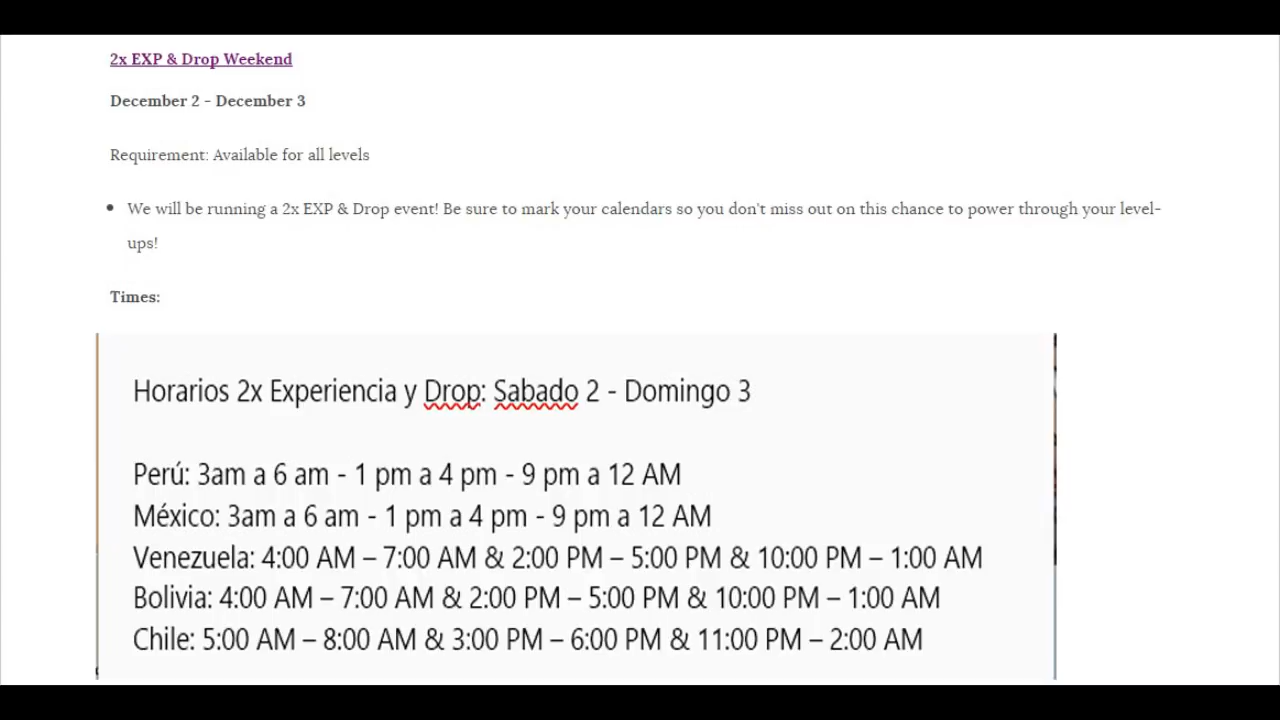 2x EXP & Drop Weekend
December 2 - December 3
Requirement: Available for all levels
• We will be running a 2x EXP & Drop event! Be sure to mark your calendars so you don't miss out on this chance to power through your level-
ups!
Times:
Horarios 2x Experiencia y Drop: Sabado 2 - Domingo 3
Perú: 3am a 6 am - 1 pm a 4 pm - 9 pm a 12 AM
México: 3am a 6 am - 1 pm a 4 pm - 9 pm a 12 AM
Venezuela: 4:00 AM – 7:00 AM & 2:00 PM – 5:00 PM & 10:00 PM – 1:00 AM
Bolivia: 4:00 AM – 7:00 AM & 2:00 PM – 5:00 PM & 10:00 PM – 1:00 AM
Chile: 5:00 AM – 8:00 AM & 3:00 PM – 6:00 PM & 11:00 PM – 2:00 AM